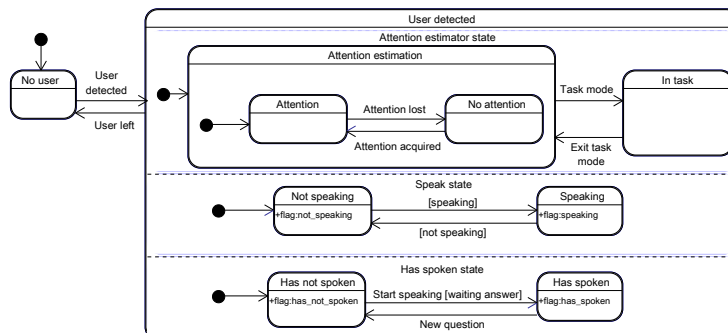 User detected
Attention estimator state
Attention estimation
No user
User
detected
User left
Attention
Attention lost
No attention
Attention acquired
Task mode
In task
Exit task
mode
Speak state
Not speaking
+flag:not_speaking
[speaking]
[not speaking]
Speaking
+flag:speaking
Has spoken state
Has not spoken
+flag:has_not_spoken
Start speaking [waiting answer]
New question
Has spoken
+flag:has_spoken